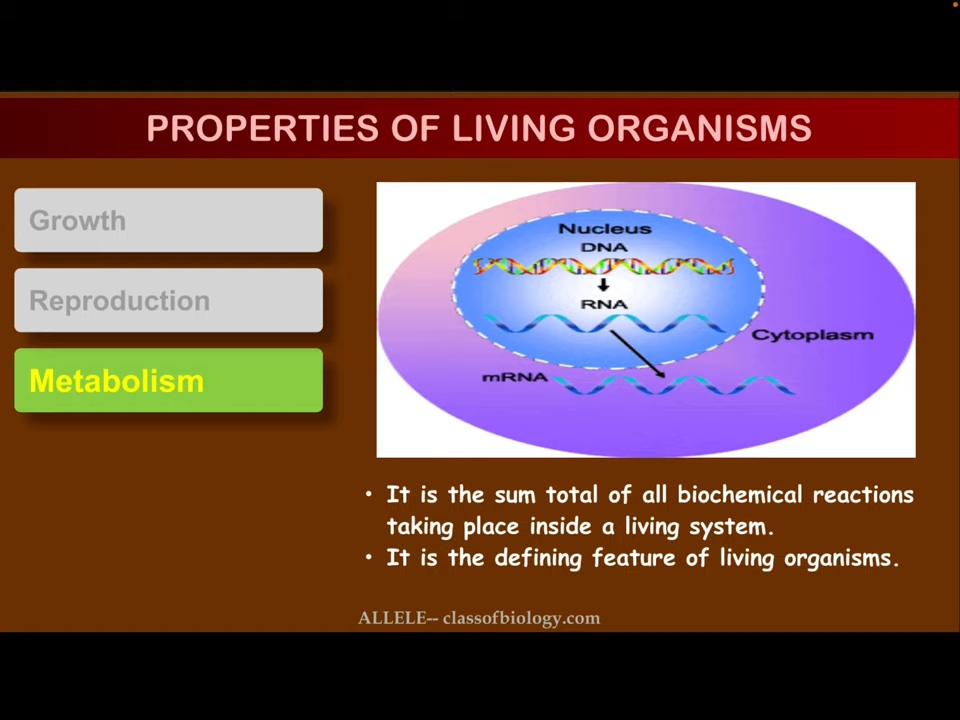 PROPERTIES OF LIVING ORGANISMS
Growth
Reproduction
Metabolism
Nucleus
DNA
RNA
Cytoplasm
mRNA
• It is the sum total of all biochemical reactions
taking place inside a living system.
• It is the defining feature of living organisms.
ALLELE-- classofbiology.com